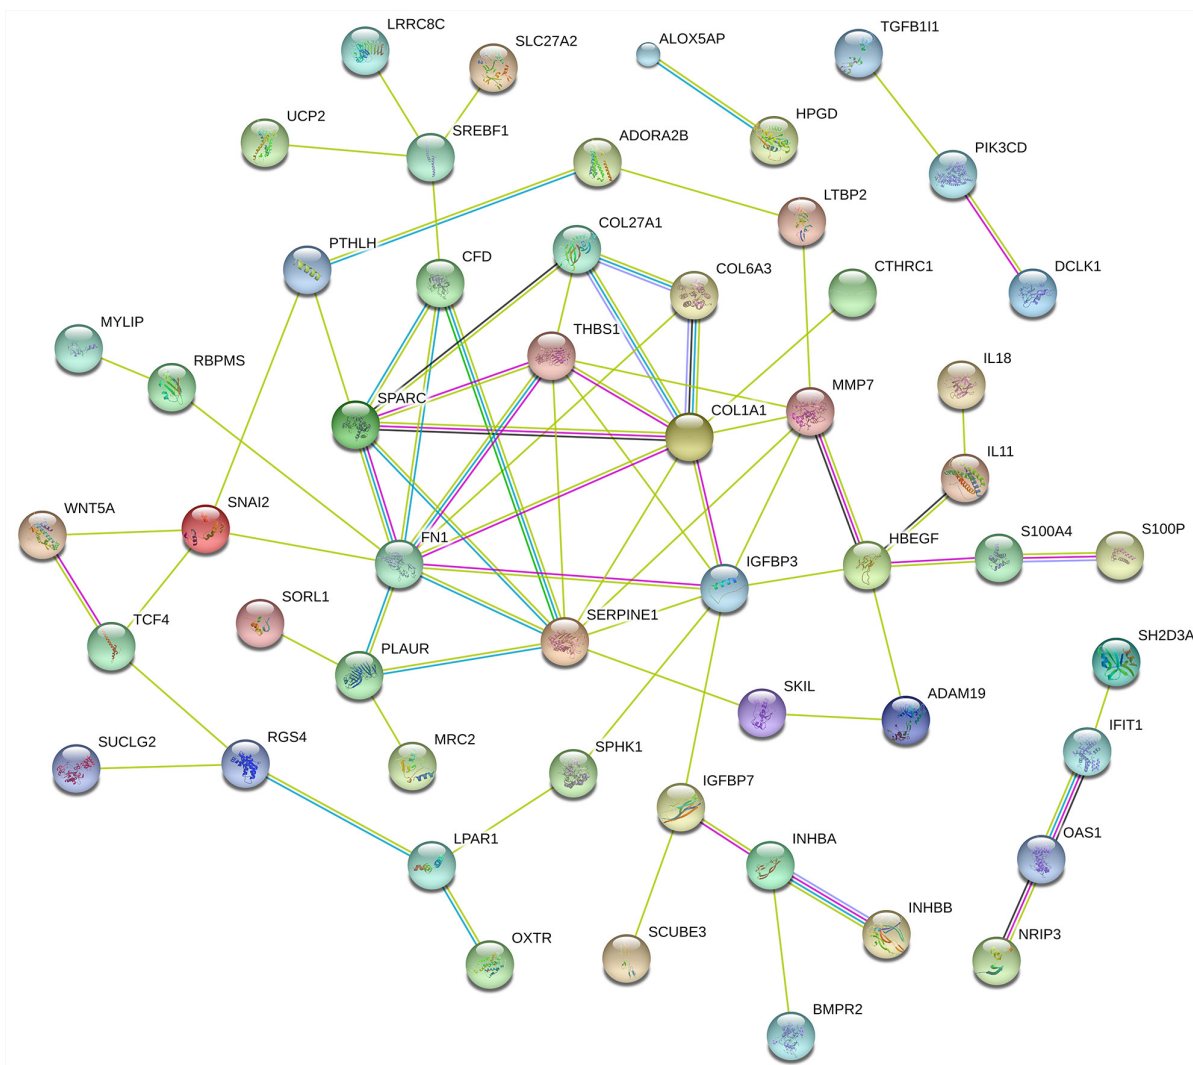 LRRC8C
SLC27A2
ALOX5AP
TGFB1I1
UCP2
SREBF1
ADORA2B
HPGD
PIK3CD
LTBP2
PTHLH
CFD
COL27A1
COL6A3
CTHRC1
DCLK1
MYLIP
RBPMS
THBS1
IL18
SPARC
COL1A1
MMP7
IL11
WNT5A
SNAI2
FN1
IGFBP3
HBEGF
S100A4
S100P
SORL1
TCF4
SERPINE1
PLAUR
SH2D3A
SKIL
ADAM19
SUCLG2
RGS4
MRC2
SPHK1
IFIT1
IGFBP7
LPAR1
INHBA
OAS1
INHBB
OXTR
SCUBE3
NRIP3
BMPR2